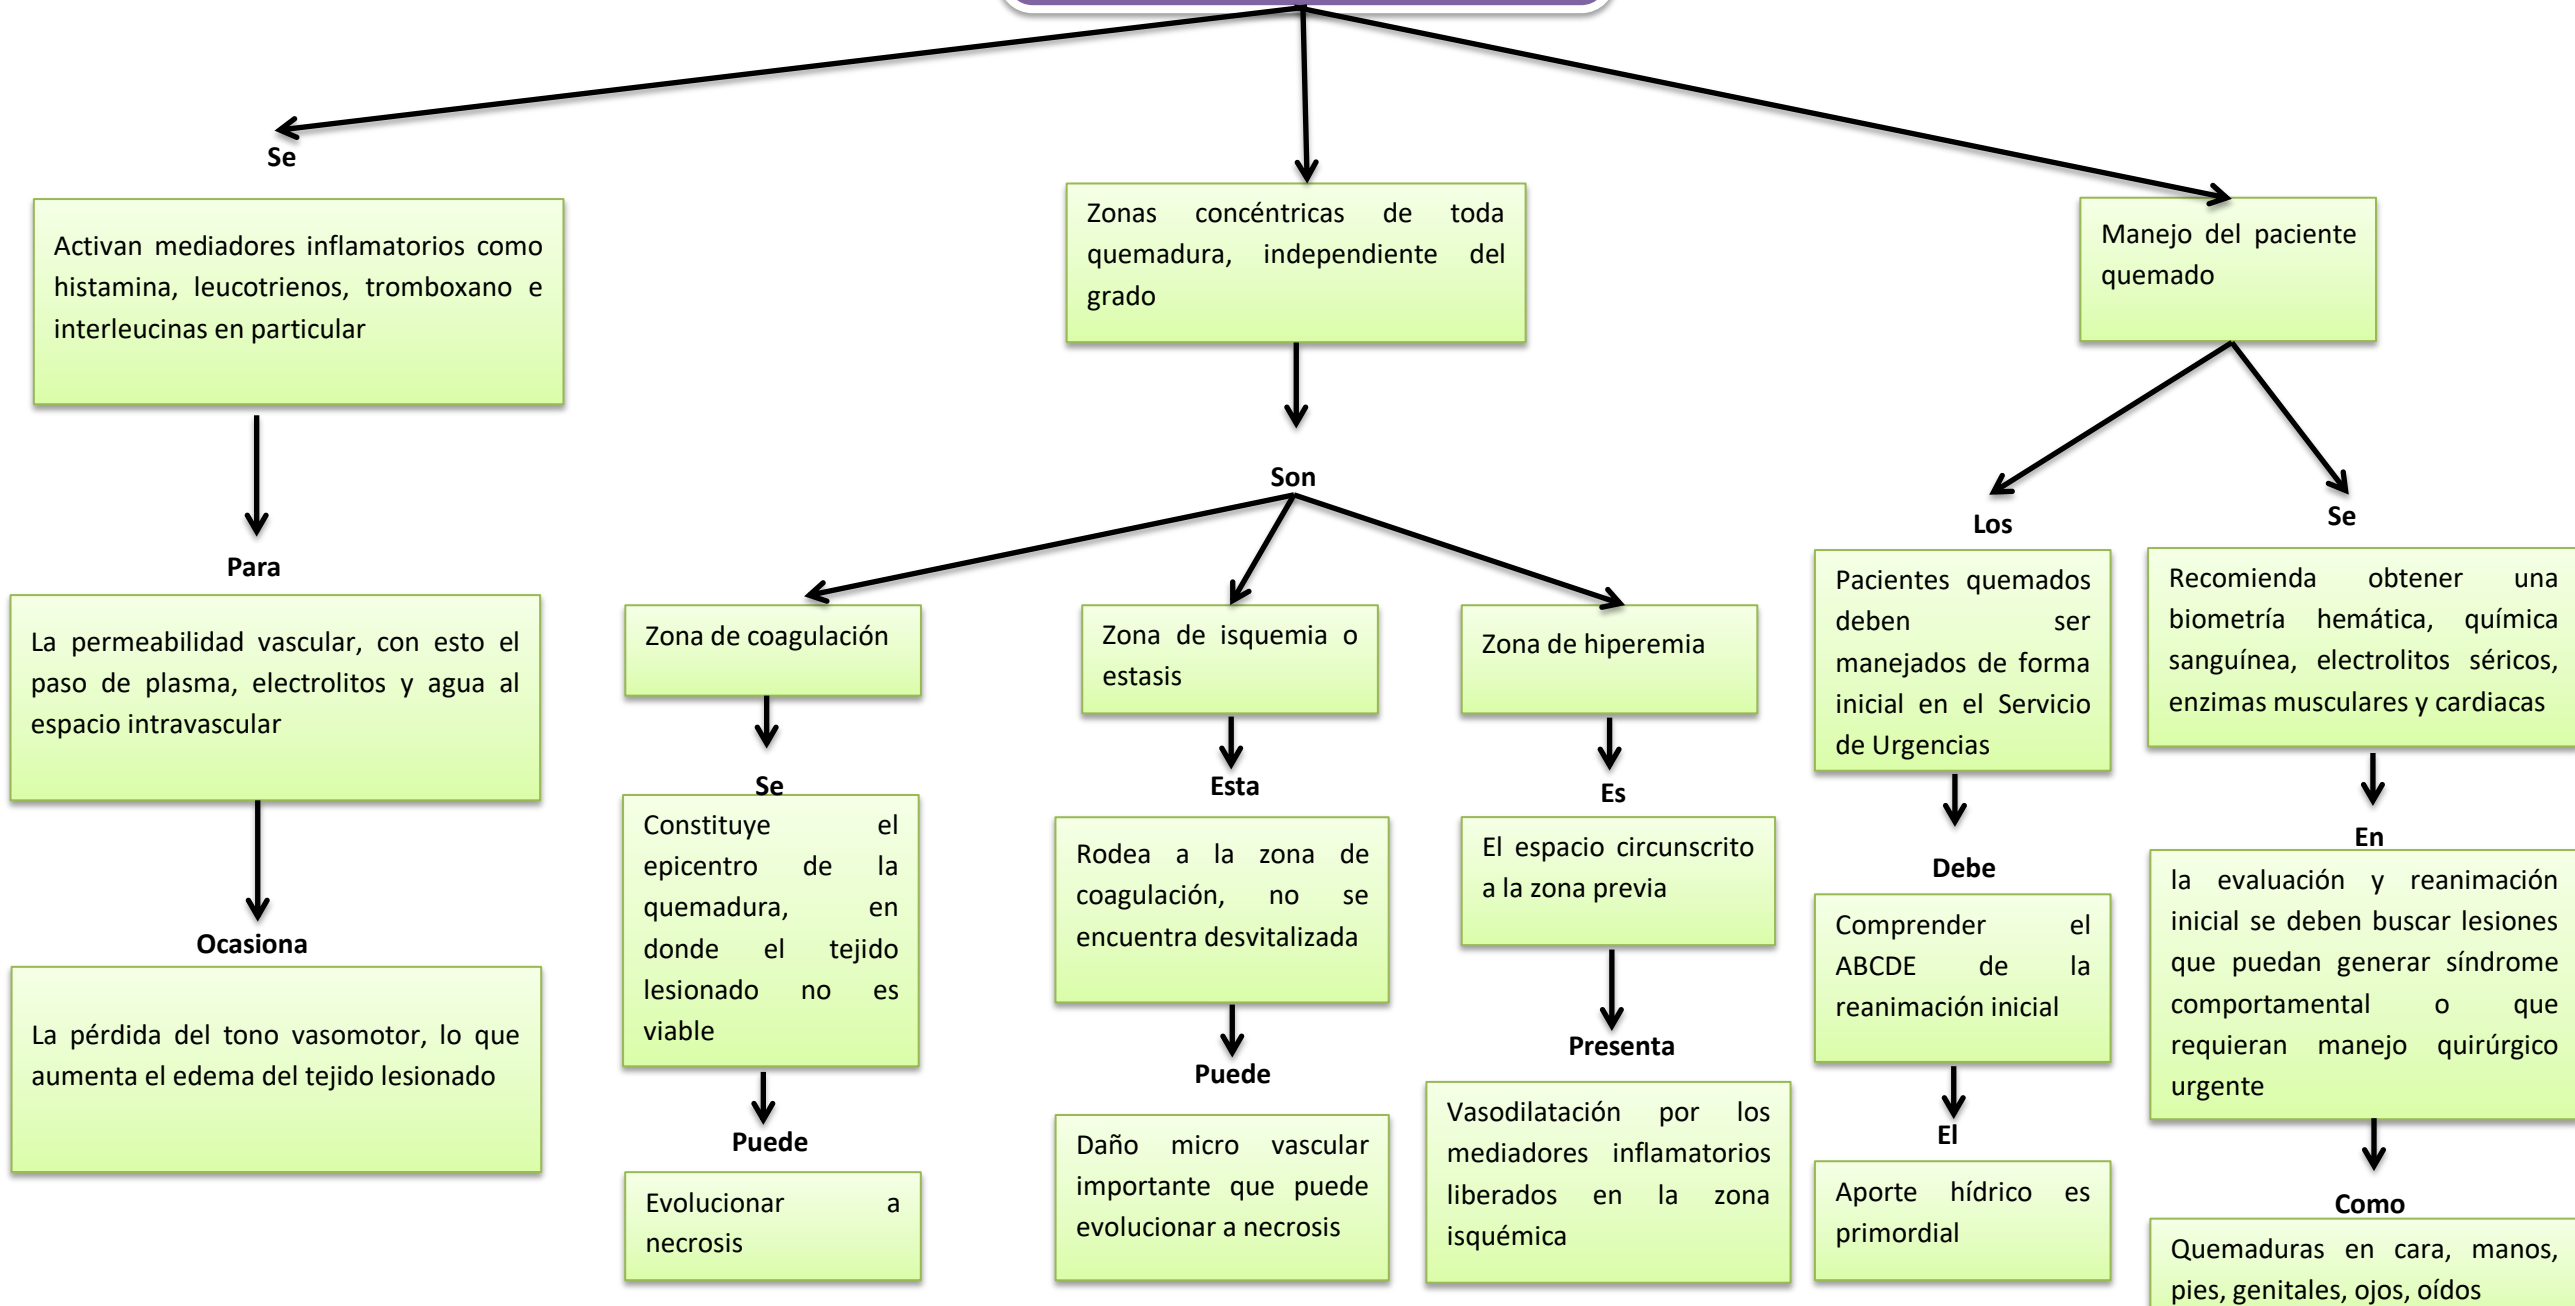 Se
Activan mediadores inflamatorios como
histamina, leucotrienos, tromboxano e
interleucinas en particular
Para
La permeabilidad vascular, con esto el
paso de plasma, electrolitos y agua al
espacio intravascular
Ocasiona
La pérdida del tono vasomotor, lo que
aumenta el edema del tejido lesionado
Zonas concéntricas de toda
quemadura, independiente del
grado
Son
Zona de coagulación
Se
Constituye el
epicentro de la
quemadura, en
donde el tejido
lesionado no es
viable
Puede
Evolucionar a
necrosis
Zona de isquemia o
estasis
Esta
Rodea a la zona de
coagulación, no se
encuentra desvitalizada
Puede
Daño micro vascular
importante que puede
evolucionar a necrosis
Zona de hiperemia
Es
El espacio circunscrito
a la zona previa
Presenta
Vasodilatación por los
mediadores inflamatorios
liberados en la zona
isquémica
Manejo del paciente
quemado
Los
Pacientes quemados
deben ser
manejados de forma
inicial en el Servicio
de Urgencias
Debe
Comprender el
ABCDE de la
reanimación inicial
El
Aporte hídrico es
primordial
Se
Recomienda obtener una
biometría hemática, química
sanguínea, electrolitos séricos,
enzimas musculares y cardiacas
En
la evaluación y reanimación
inicial se deben buscar lesiones
que puedan generar síndrome
comportamental o que
requieran manejo quirúrgico
urgente
Como
Quemaduras en cara, manos,
pies, genitales, ojos, oídos